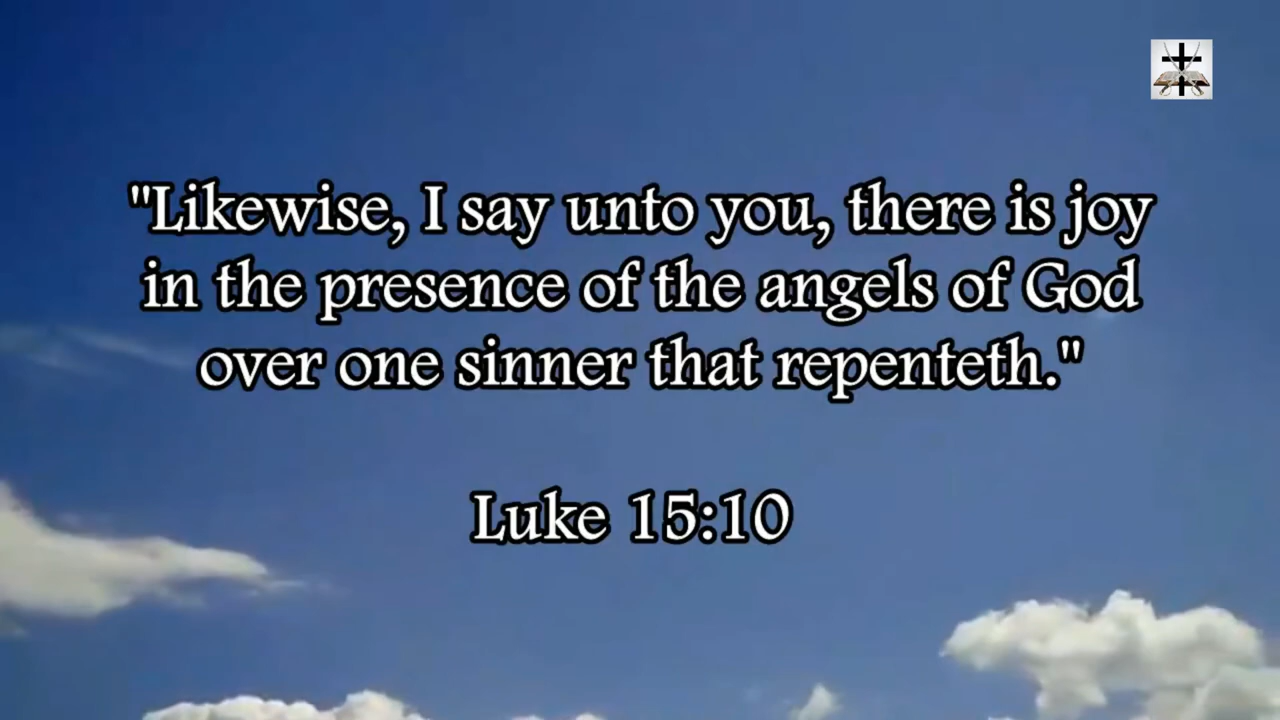 "Likewise, I say unto you, there is joy
in the presence of the angels of God
over one sinner that repenteth."
Luke 15:10